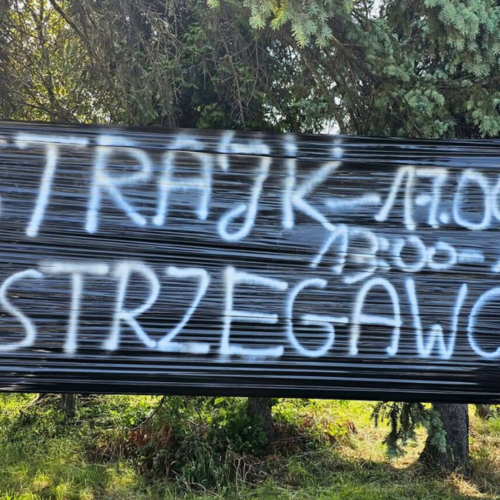 STRAJK-17.0
13:00-
STRZEGAWO